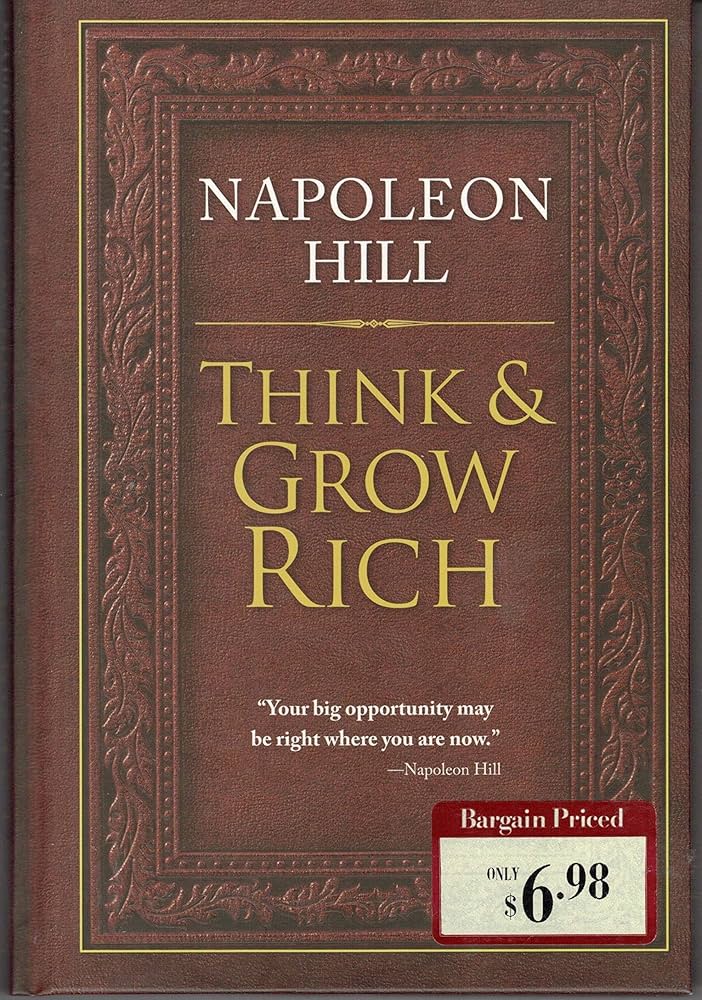 NAPOLEON
HILL
THINK &
GROW
RICH
“Your big opportunity may
be right where you are now.”
—Napoleon Hill
Bargain Priced
ONLY
$6.98